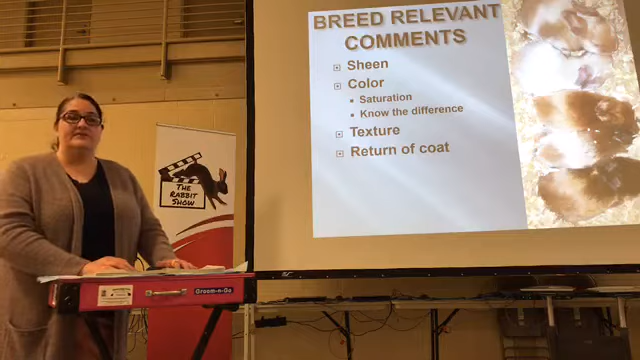 BREED RELEVANT
COMMENTS
Sheen
Color
Saturation
Know the difference
Texture
Return of coat
THE
RABBIT
SHOW
Groom-n-Go